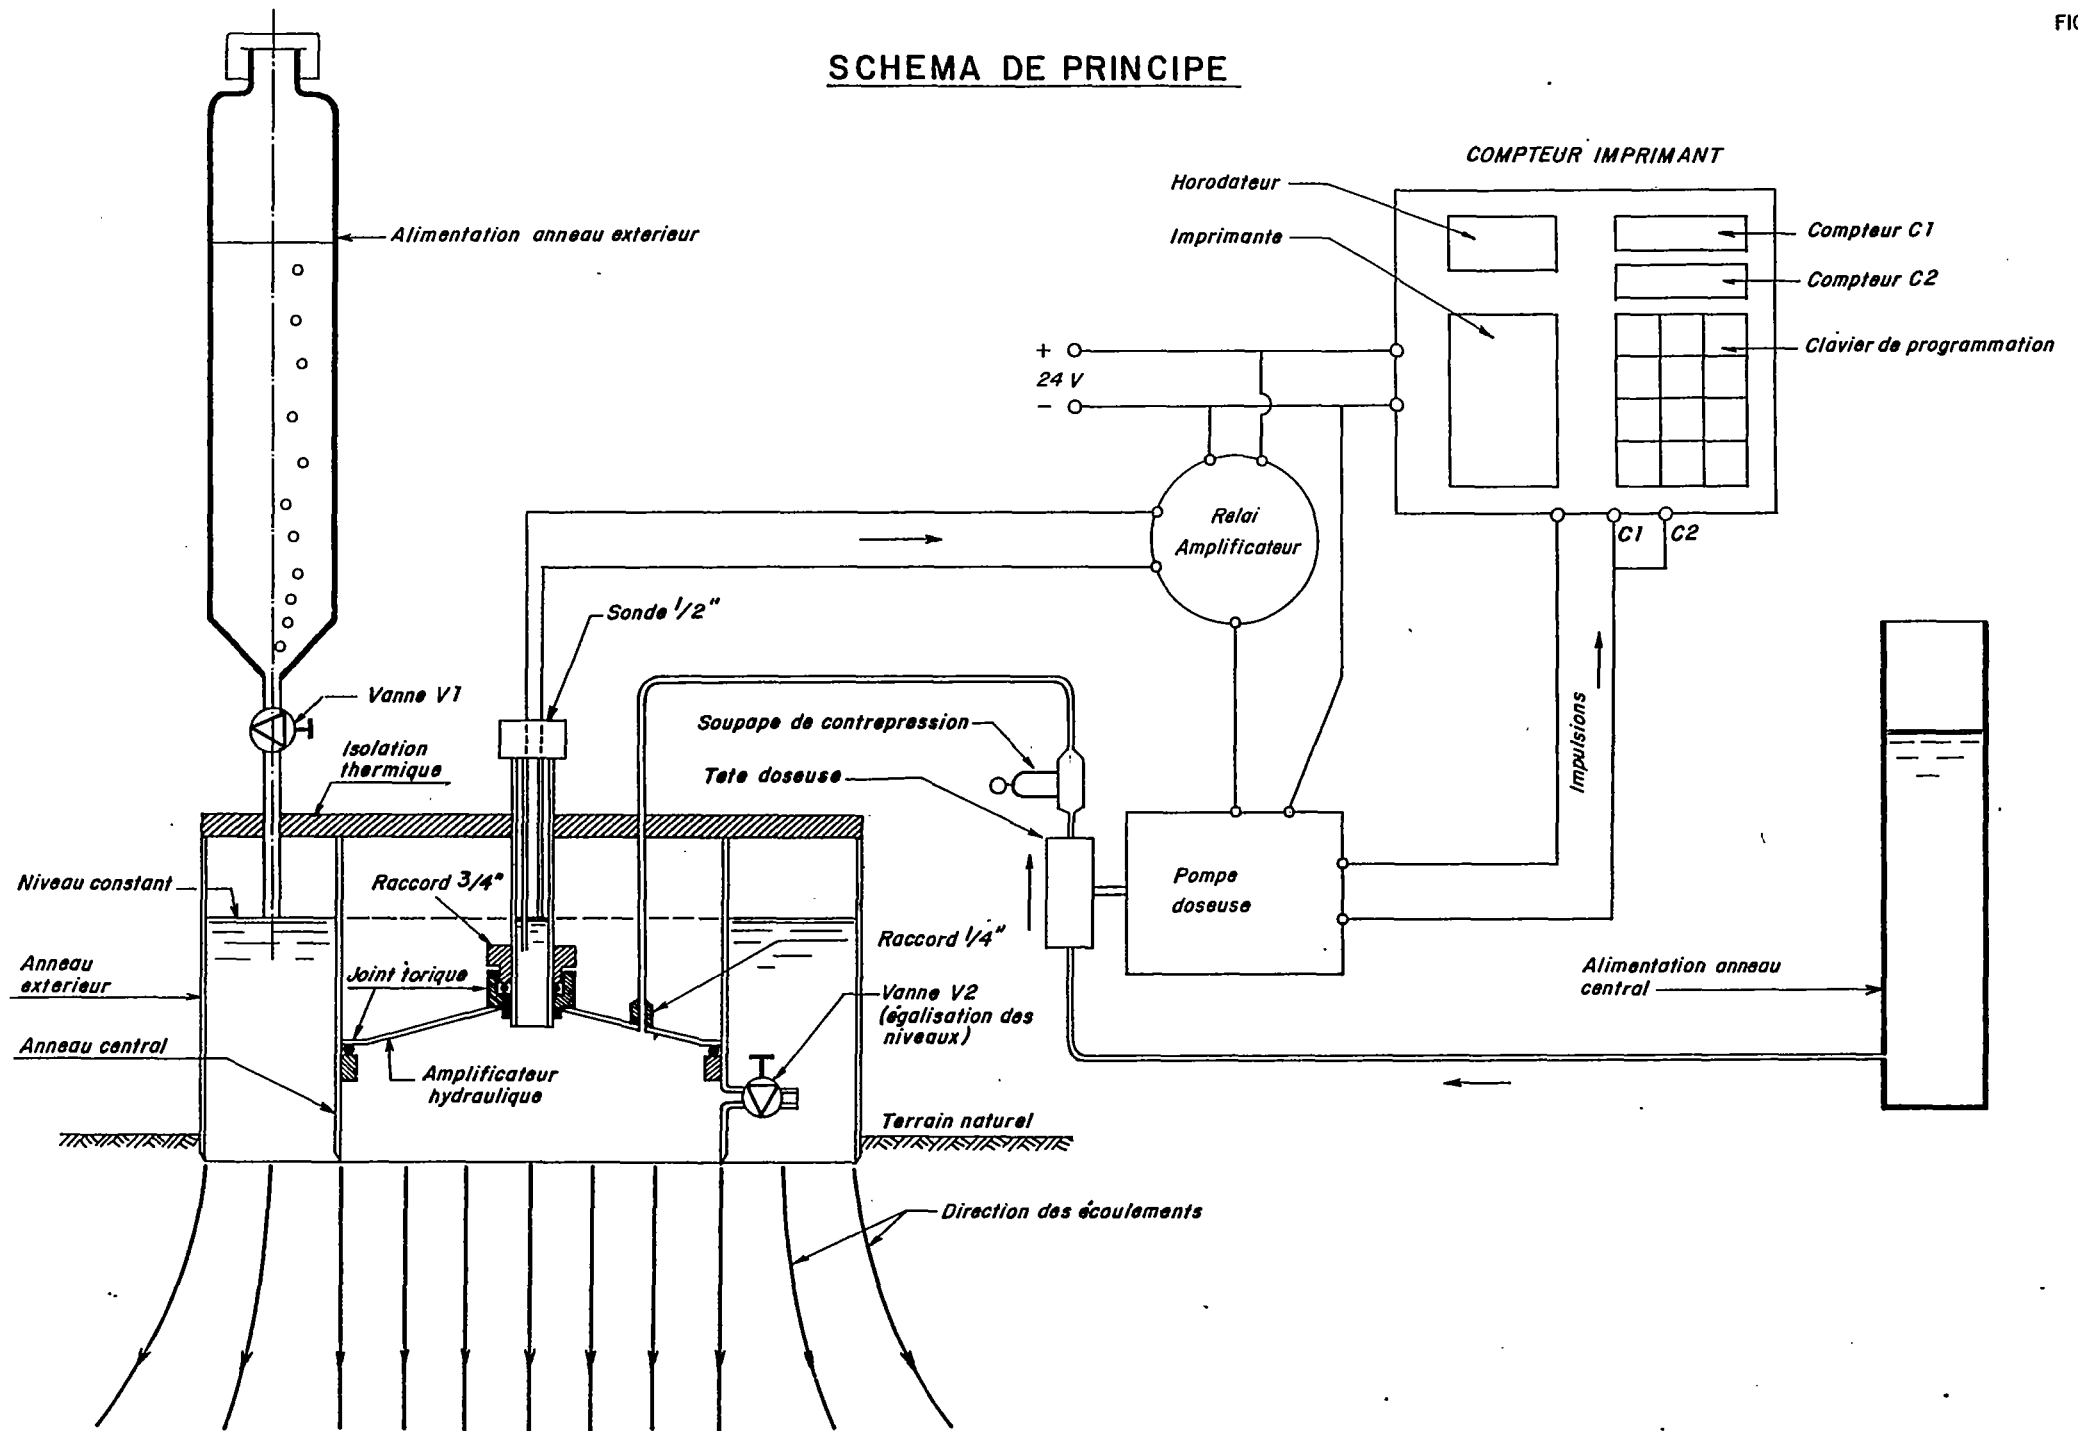 FIG
SCHEMA DE PRINCIPE
COMPTEUR IMPRIMANT
Horodateur
Imprimante
Compteur C1
Compteur C2
Clavier de programmation
Alimentation anneau exterieur
+
24 V
-
Relai
Amplificateur
C1
C2
Sonde 1/2"
Vanne V1
Isolation
thermique
Soupape de contrepression
Tete doseuse
Impulsions
Niveau constant
Raccord 3/4"
Pompe
doseuse
Raccord 1/4"
Anneau
exterieur
Joint torique
Vanne V2
(égalisation des
niveaux)
Alimentation anneau
central
Anneau central
Amplificateur
hydraulique
Terrain naturel
Direction des écoulements